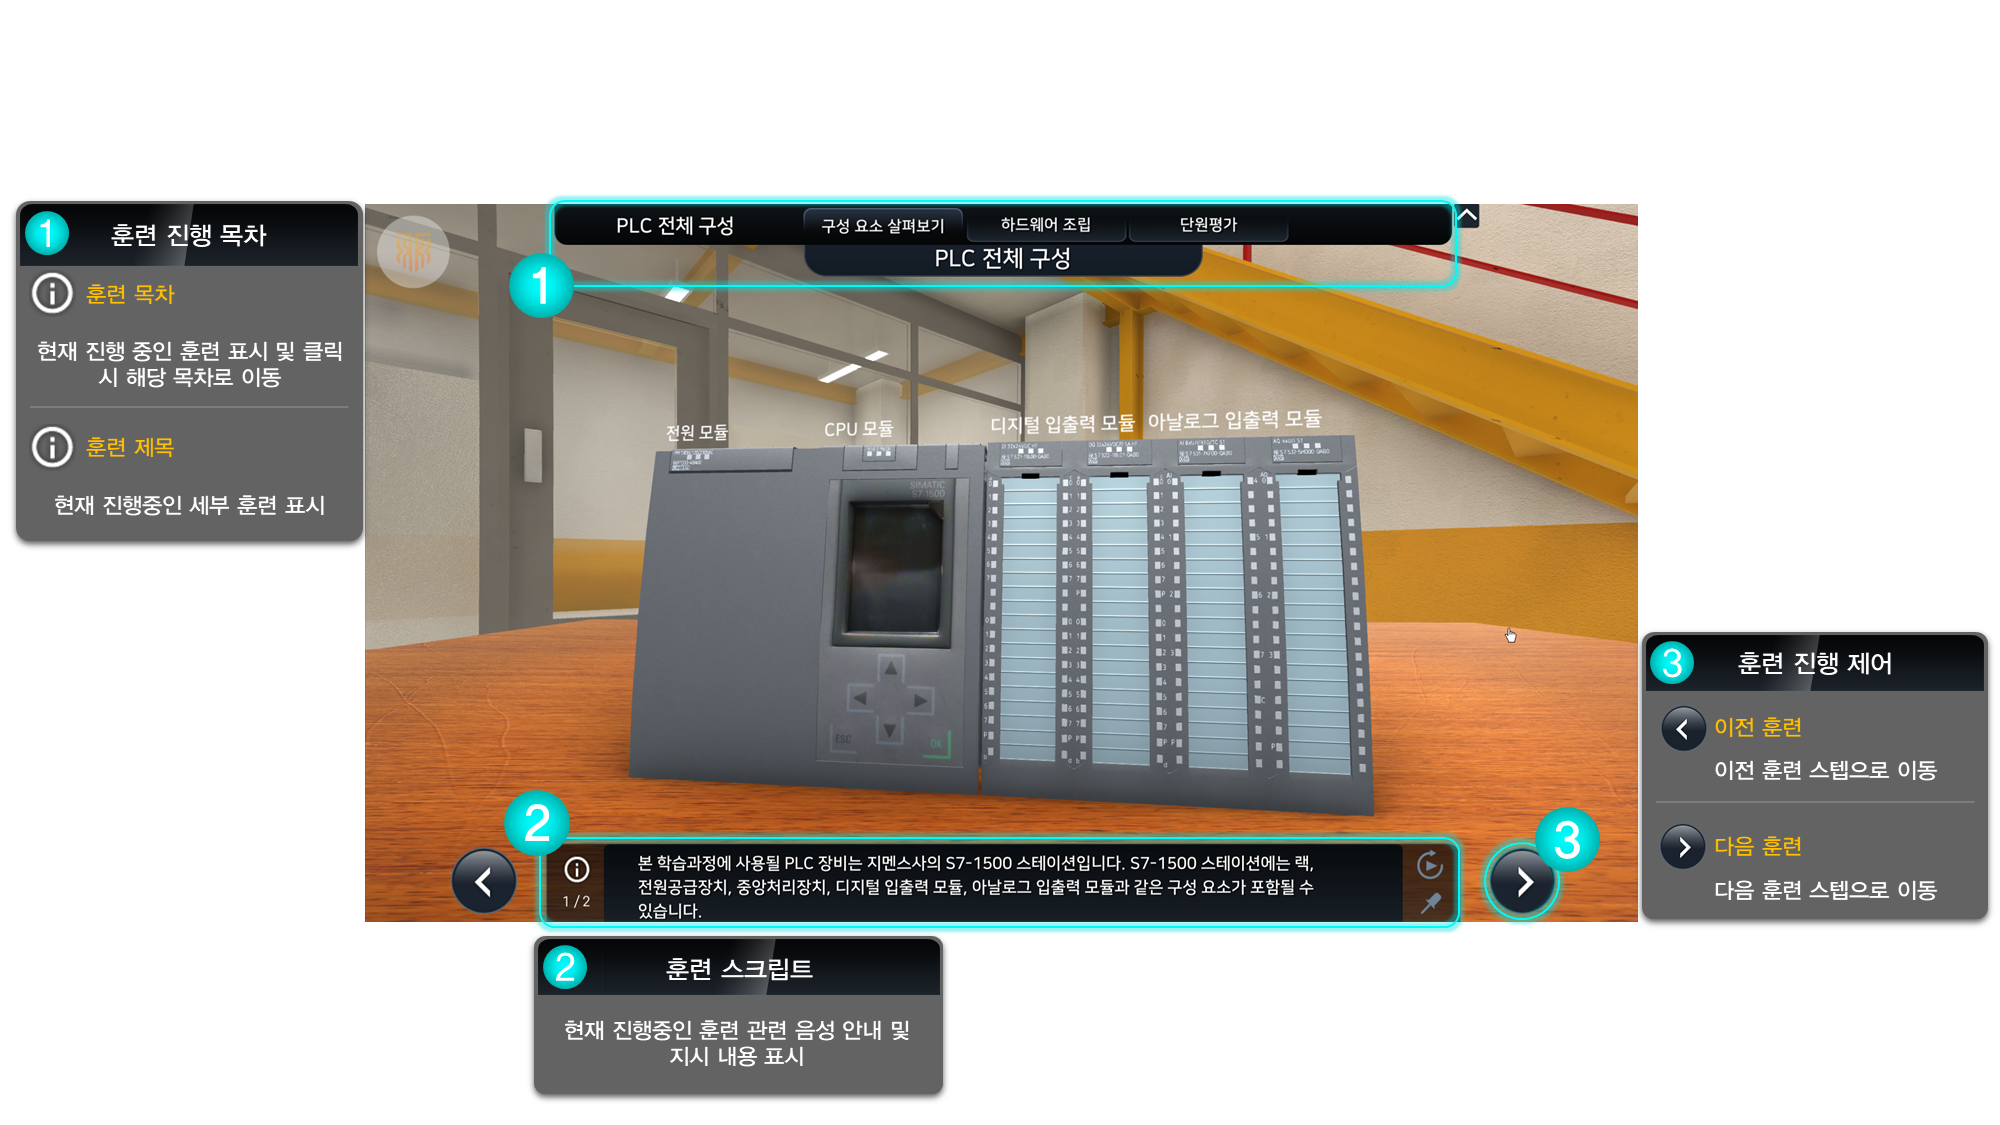 1 훈련 진행 목차
훈련 목차
현재 진행 중인 훈련 표시 및 클릭
시 해당 목차로 이동
훈련 제목
현재 진행중인 세부 훈련 표시
PLC 전체 구성
구성 요소 살펴보기
하드웨어 조립
단원평가
PLC 전체 구성
1
전원 모듈
CPU 모듈
디지털 입출력 모듈
아날로그 입출력 모듈
SIMATIC
S7-1500
ESC
OK
2
1 / 2
본 학습과정에 사용될 PLC 장비는 지멘스사의 S7-1500 스테이션입니다. S7-1500 스테이션에는 랙,
전원공급장치, 중앙처리장치, 디지털 입출력 모듈, 아날로그 입출력 모듈과 같은 구성 요소가 포함될 수
있습니다.
3
2 훈련 스크립트
현재 진행중인 훈련 관련 음성 안내 및
지시 내용 표시
3 훈련 진행 제어
이전 훈련
이전 훈련 스텝으로 이동
다음 훈련
다음 훈련 스텝으로 이동